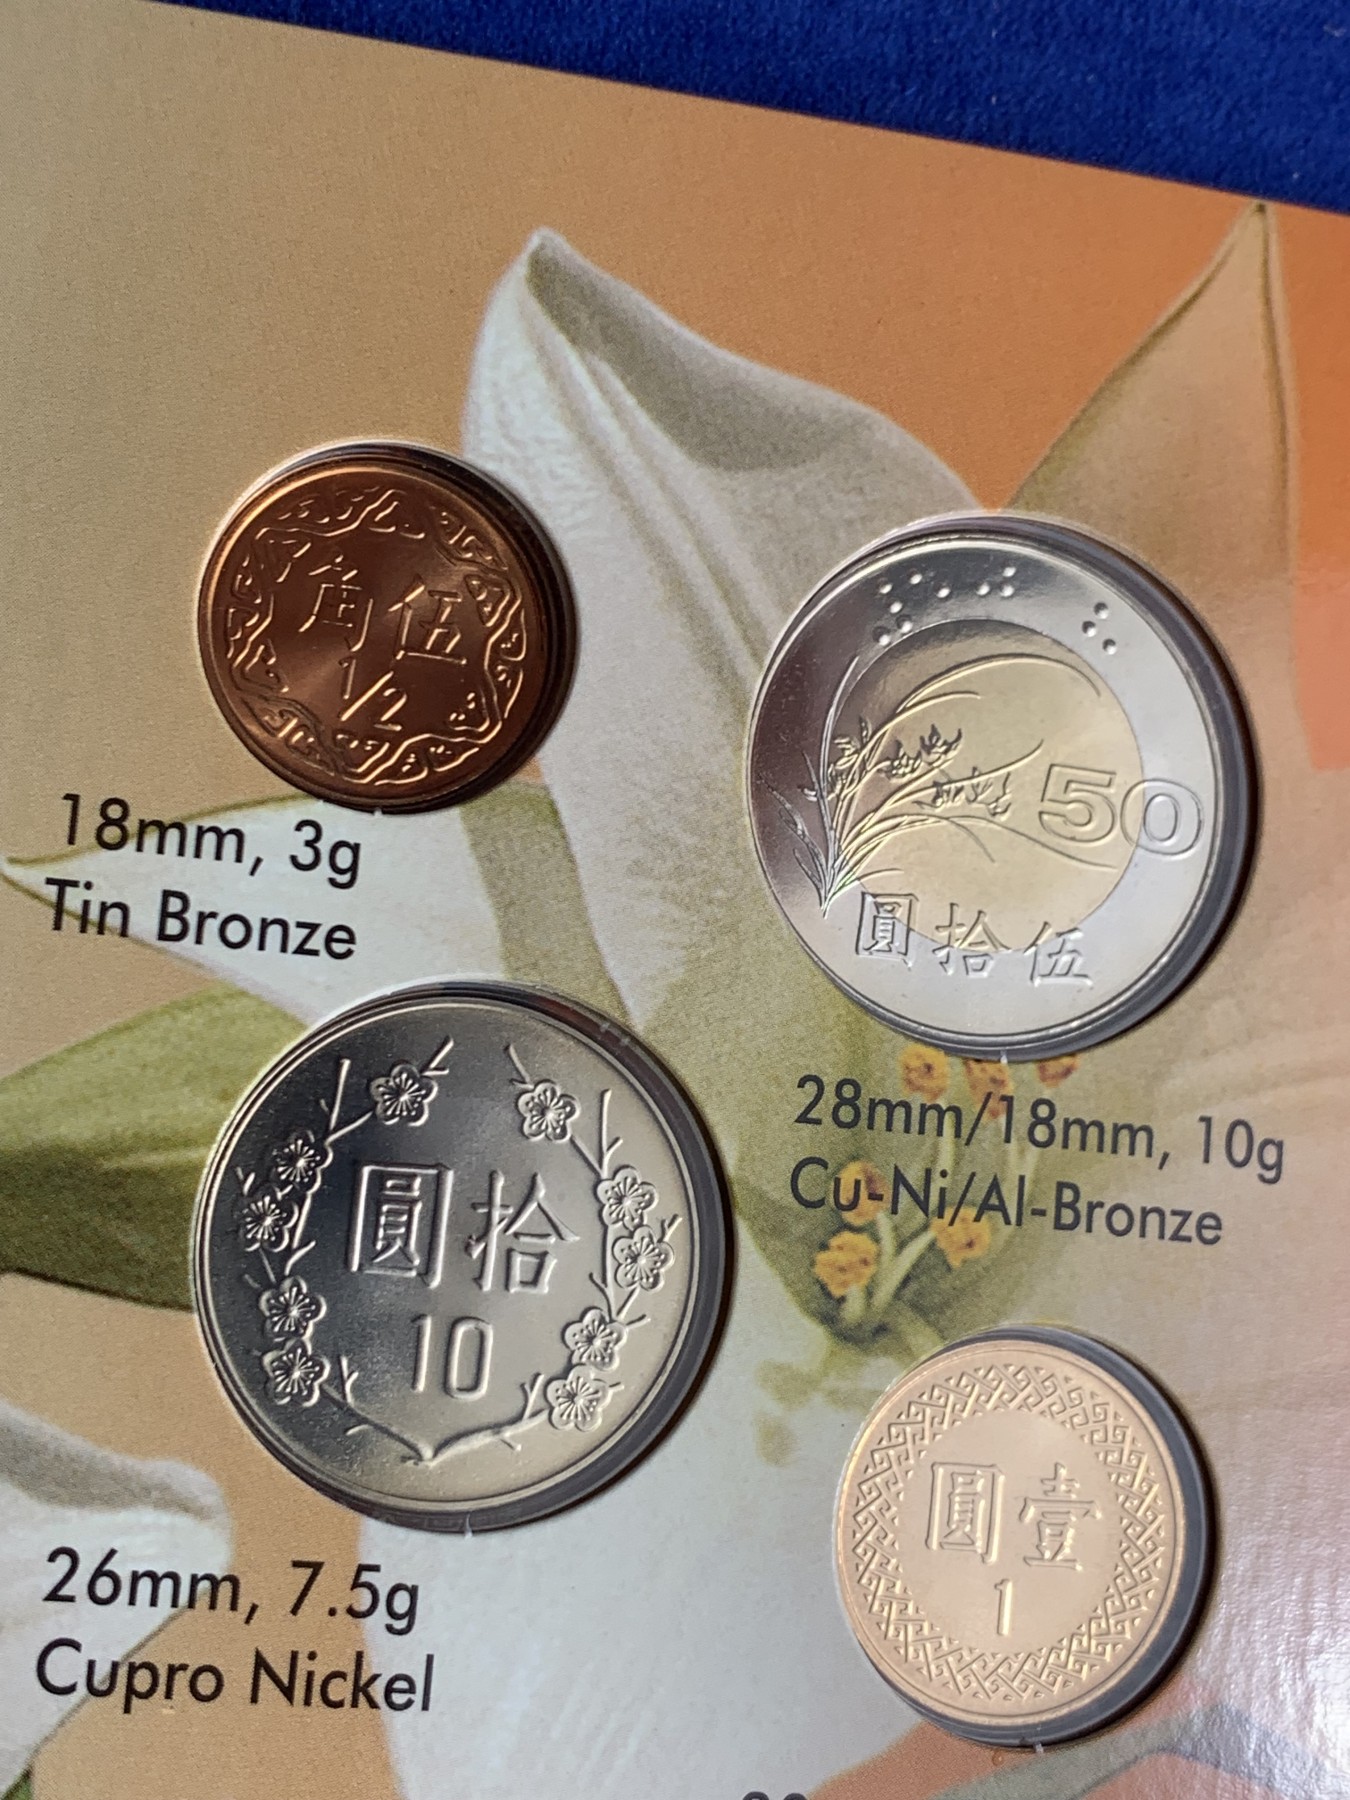 角伍
1/2
18mm, 3g
Tin Bronze
50
圓拾伍
28mm/18mm, 10g
Cu-Ni/Al-Bronze
圓拾
10
26mm, 7.5g
Cupro Nickel
圓壹
1